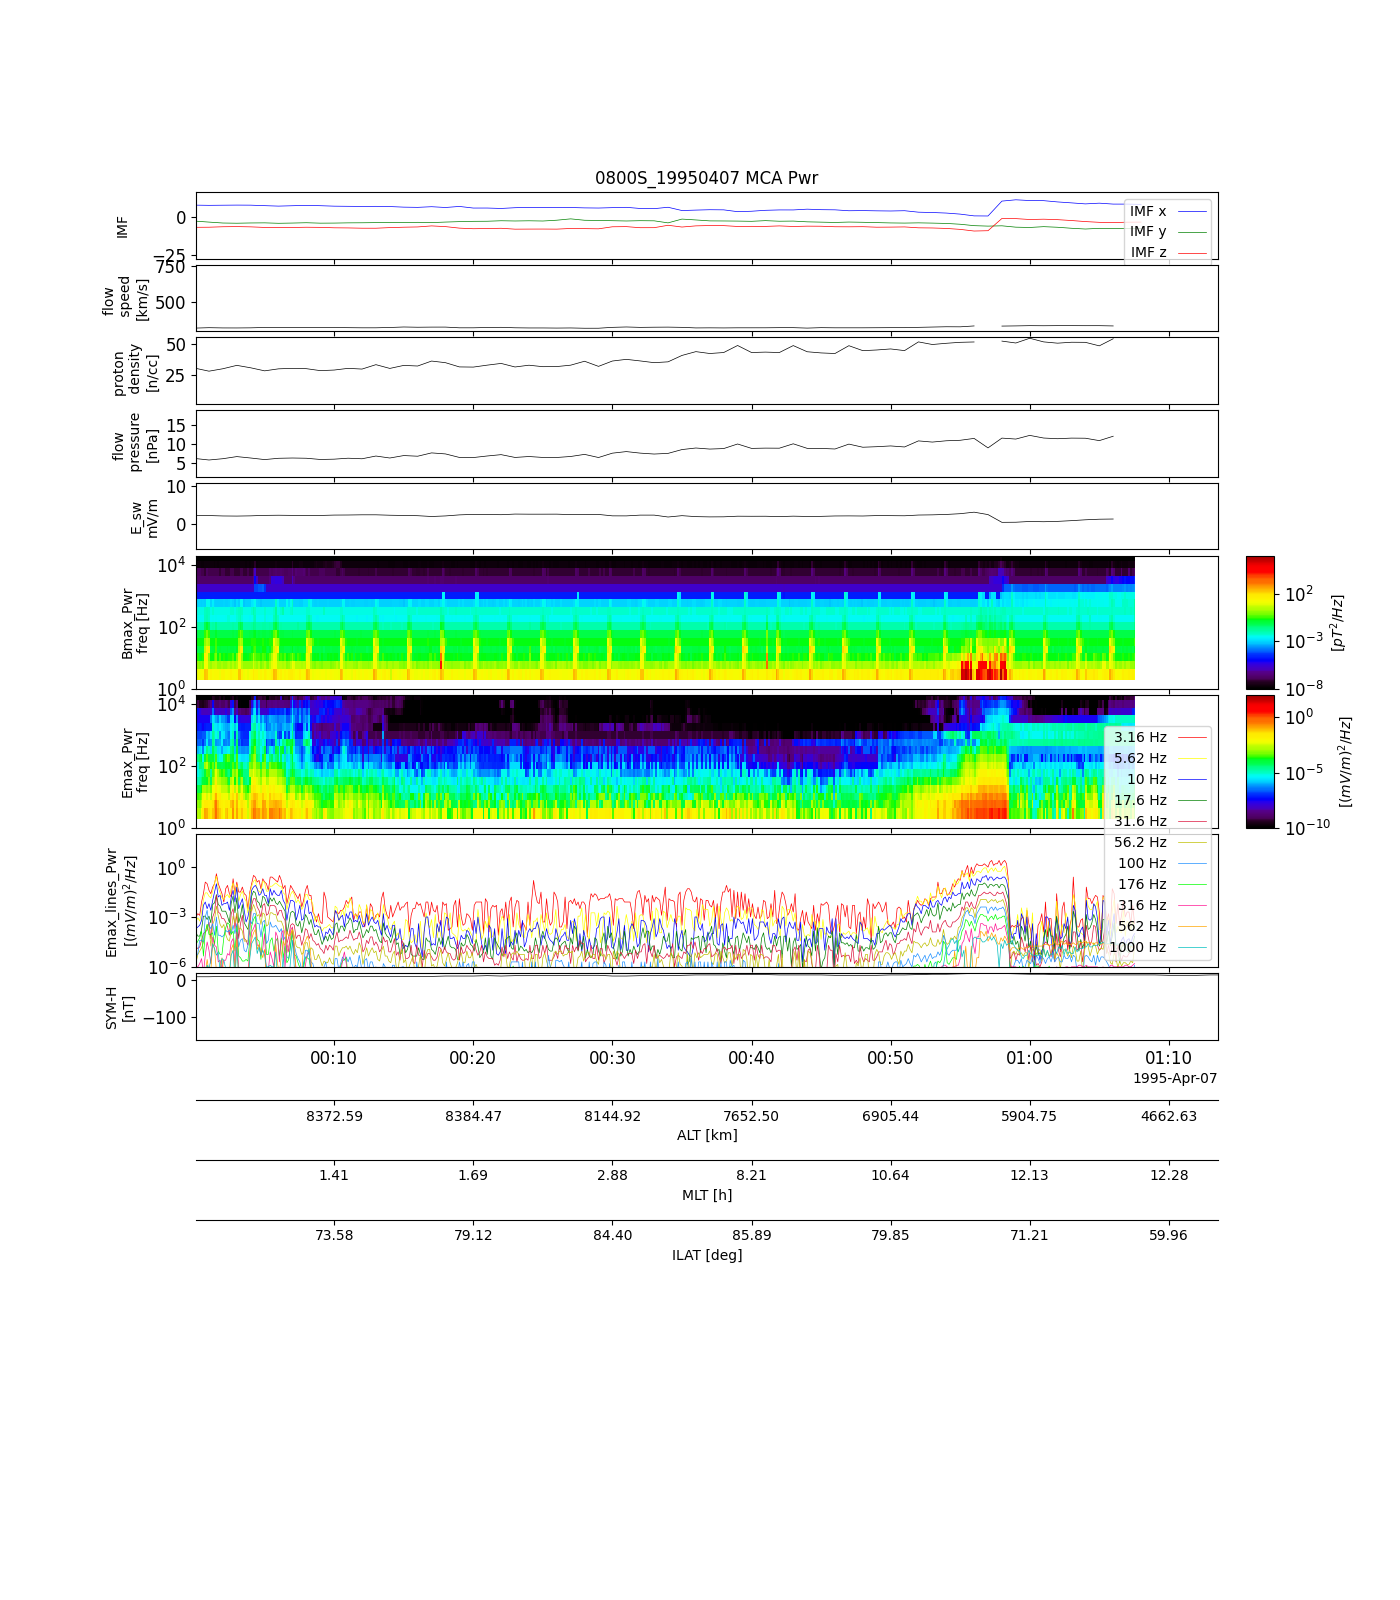 0800S_19950407 MCA Pwr
IMF
0
−25
IMF x
IMF y
IMF z
flow
speed
[km/s]
750
500
proton
density
[n/cc]
50
25
flow
pressure
[nPa]
15
10
5
E_sw
mV/m
10
0
Bmax_Pwr
freq [Hz]
10^4
10^2
10^0
10^2
10^−3
10^−8
[pT^2/Hz]
Emax_Pwr
freq [Hz]
10^4
10^2
10^0
10^0
10^−5
10^−10
[(mV/m)^2/Hz]
3.16 Hz
5.62 Hz
10 Hz
17.6 Hz
31.6 Hz
56.2 Hz
100 Hz
176 Hz
316 Hz
562 Hz
1000 Hz
Emax_lines_Pwr
[(mV/m)^2/Hz]
10^0
10^−3
10^−6
SYM-H
[nT]
0
−100
00:10 00:20 00:30 00:40 00:50 01:00 01:10
1995-Apr-07
8372.59 8384.47 8144.92 7652.50 6905.44 5904.75 4662.63
ALT [km]
1.41 1.69 2.88 8.21 10.64 12.13 12.28
MLT [h]
73.58 79.12 84.40 85.89 79.85 71.21 59.96
ILAT [deg]